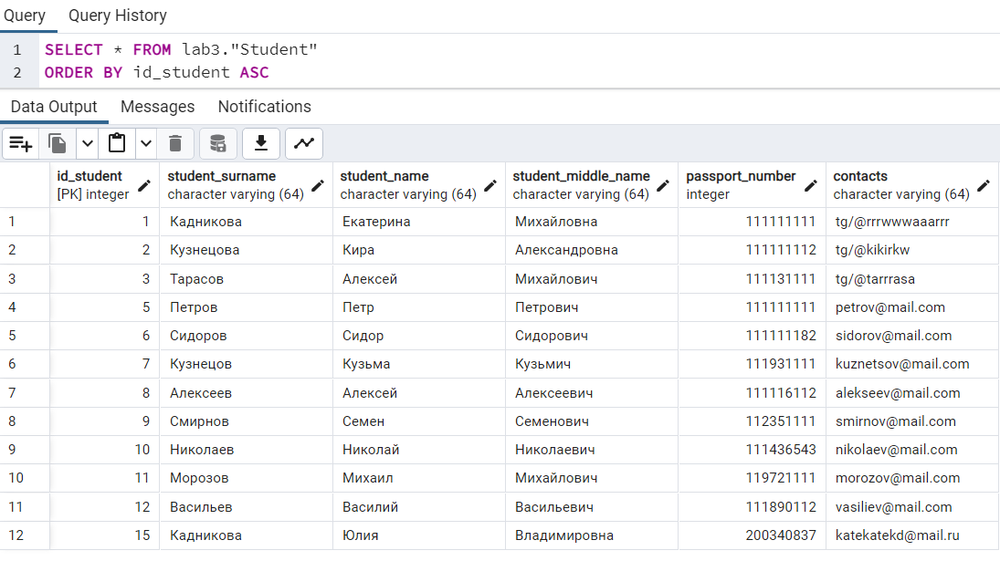 Query Query History
1 SELECT * FROM lab3."Student"
2 ORDER BY id_student ASC
Data Output Messages Notifications
id_student student_surname student_name student_middle_name passport_number contacts
[PK] integer character varying (64) character varying (64) character varying (64) integer character varying (64)
1 1 Кадникова Екатерина Михайловна 111111111 tg/@rrrwwwaaarrr
2 2 Кузнецова Кира Александровна 111111112 tg/@kikirkw
3 3 Тарасов Алексей Михайлович 111131111 tg/@tarrrasa
4 5 Петров Петр Петрович 111111111 petrov@mail.com
5 6 Сидоров Сидор Сидорович 111111182 sidorov@mail.com
6 7 Кузнецов Кузьма Кузьмич 111931111 kuznetsov@mail.com
7 8 Алексеев Алексей Алексеевич 111116112 alekseev@mail.com
8 9 Смирнов Семен Семенович 112351111 smirnov@mail.com
9 10 Николаев Николай Николаевич 111436543 nikolaev@mail.com
10 11 Морозов Михаил Михайлович 119721111 morozov@mail.com
11 12 Васильев Василий Васильевич 111890112 vasiliev@mail.com
12 15 Кадникова Юлия Владимировна 200340837 katekatekd@mail.ru